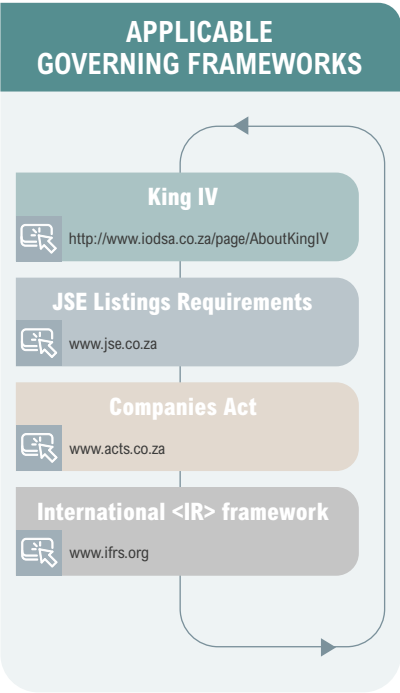 APPLICABLE
GOVERNING FRAMEWORKS
King IV
http://www.iodsa.co.za/page/AboutKingIV
JSE Listings Requirements
www.jse.co.za
Companies Act
www.acts.co.za
International <IR> framework
www.ifrs.org